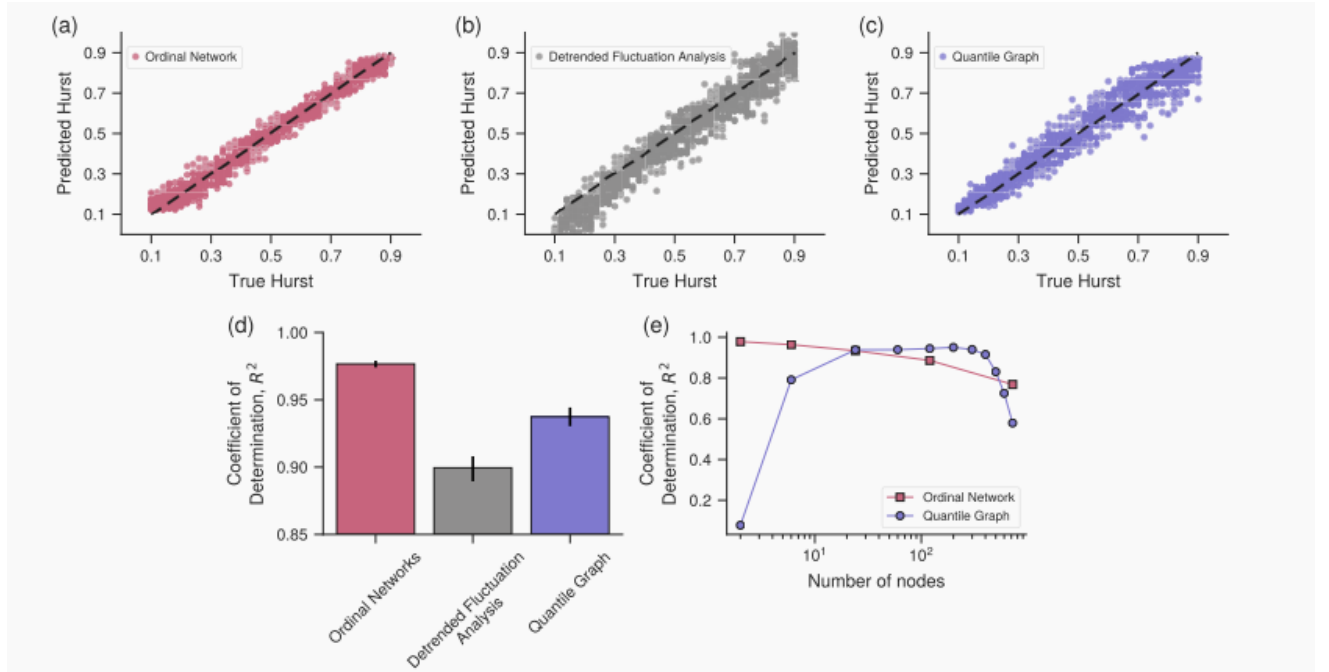 (a)
Ordinal Network
Predicted Hurst
0.9
0.7
0.5
0.3
0.1
0.1 0.3 0.5 0.7 0.9
True Hurst
(b)
Detrended Fluctuation Analysis
Predicted Hurst
0.9
0.7
0.5
0.3
0.1
0.1 0.3 0.5 0.7 0.9
True Hurst
(c)
Quantile Graph
Predicted Hurst
0.9
0.7
0.5
0.3
0.1
0.1 0.3 0.5 0.7 0.9
True Hurst
(d)
Coefficient of
Determination, R²
1.00
0.95
0.90
0.85
Ordinal Networks
Detrended Fluctuation
Analysis
Quantile Graph
(e)
Coefficient of
Determination, R²
1.0
0.8
0.6
0.4
0.2
Ordinal Network
Quantile Graph
10¹ 10²
Number of nodes